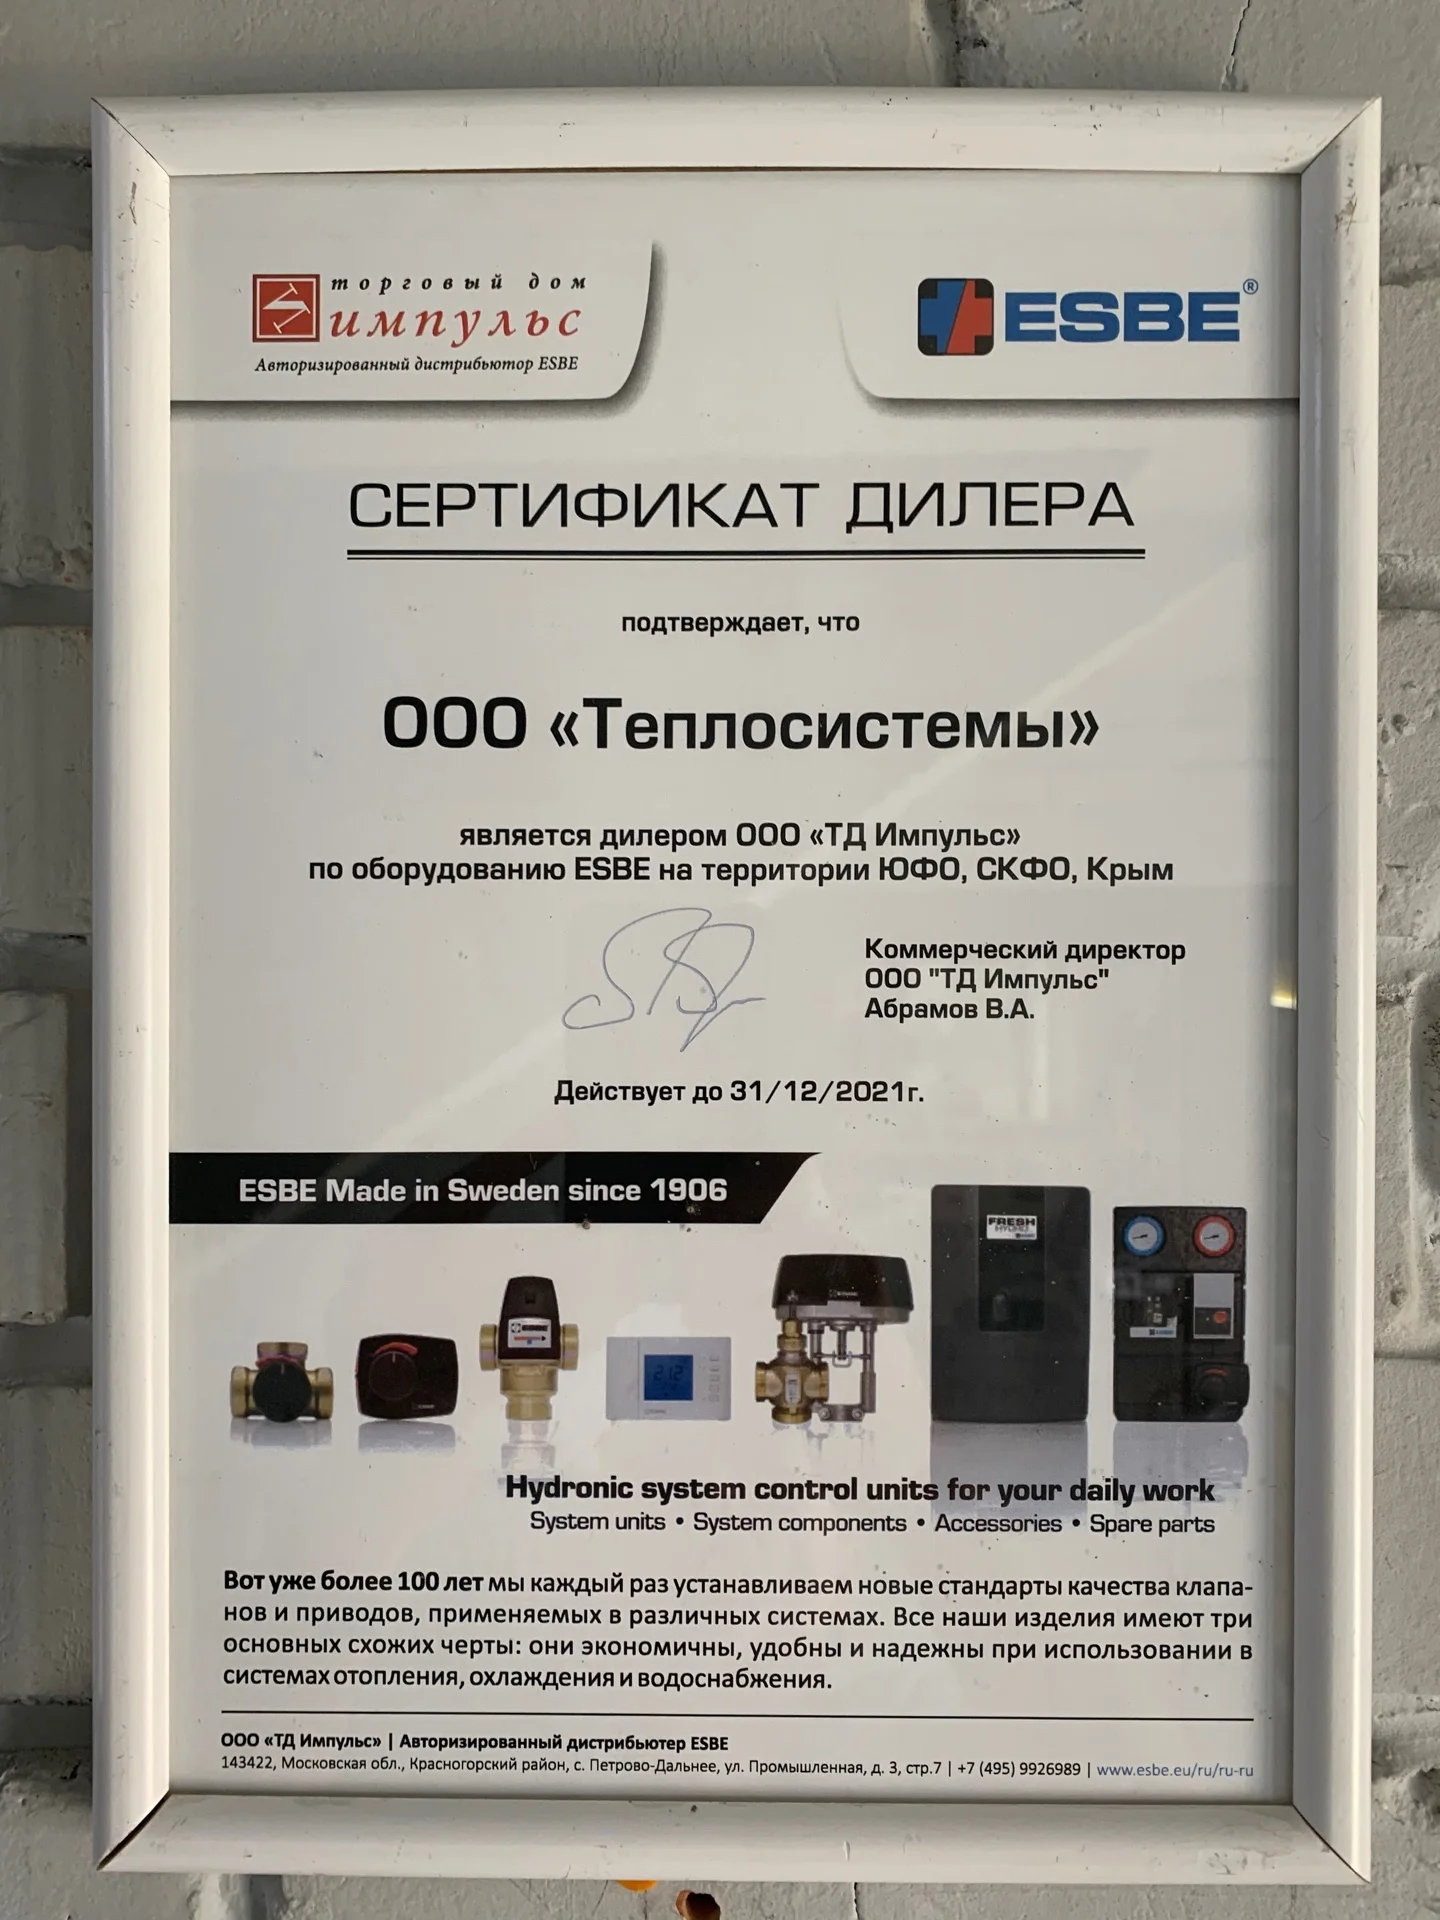 торговый дом
импульс
Авторизированный дистрибьютор ESBE
ESBE®
СЕРТИФИКАТ ДИЛЕРА
подтверждает, что
ООО «Теплосистемы»
является дилером ООО «ТД Импульс»
по оборудованию ESBE на территории ЮФО, СКФО, Крым
Коммерческий директор
ООО "ТД Импульс"
Абрамов В.А.
Действует до 31/12/2021г.
ESBE Made in Sweden since 1906
FRESH
HYDRO
ESBE
Hydronic system control units for your daily work
System units • System components • Accessories • Spare parts
Вот уже более 100 лет мы каждый раз устанавливаем новые стандарты качества клапа-
нов и приводов, применяемых в различных системах. Все наши изделия имеют три
основных схожих черты: они экономичны, удобны и надежны при использовании в
системах отопления, охлаждения и водоснабжения.
ООО «ТД Импульс» | Авторизированный дистрибьютер ESBE
143422, Московская обл., Красногорский район, с. Петрово-Дальнее, ул. Промышленная, д. 3, стр.7 | +7 (495) 9926989 | www.esbe.eu/ru/ru-ru